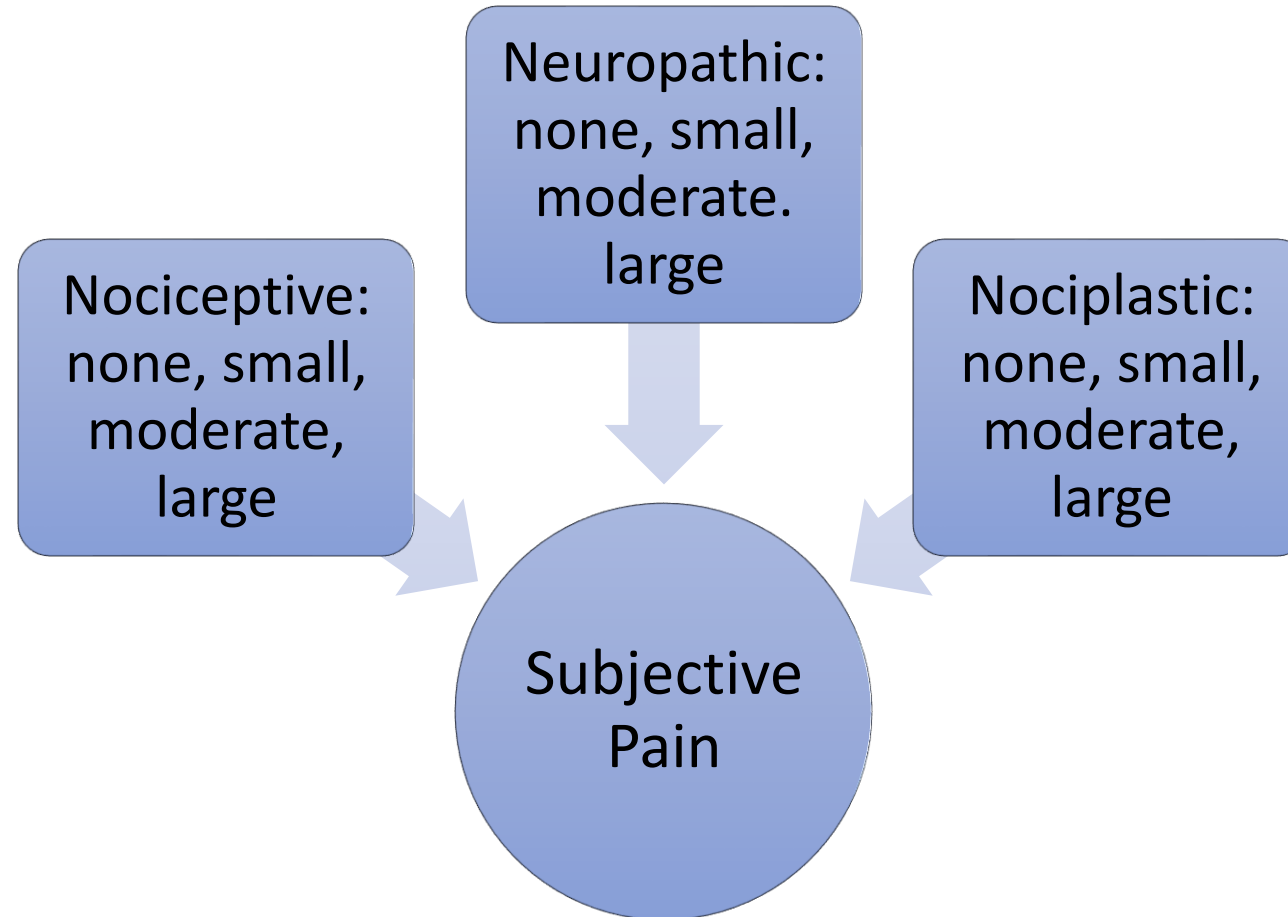 Neuropathic:
none, small,
moderate.
large
Nociceptive:
none, small,
moderate,
large
Nociplastic:
none, small,
moderate,
large
Subjective
Pain